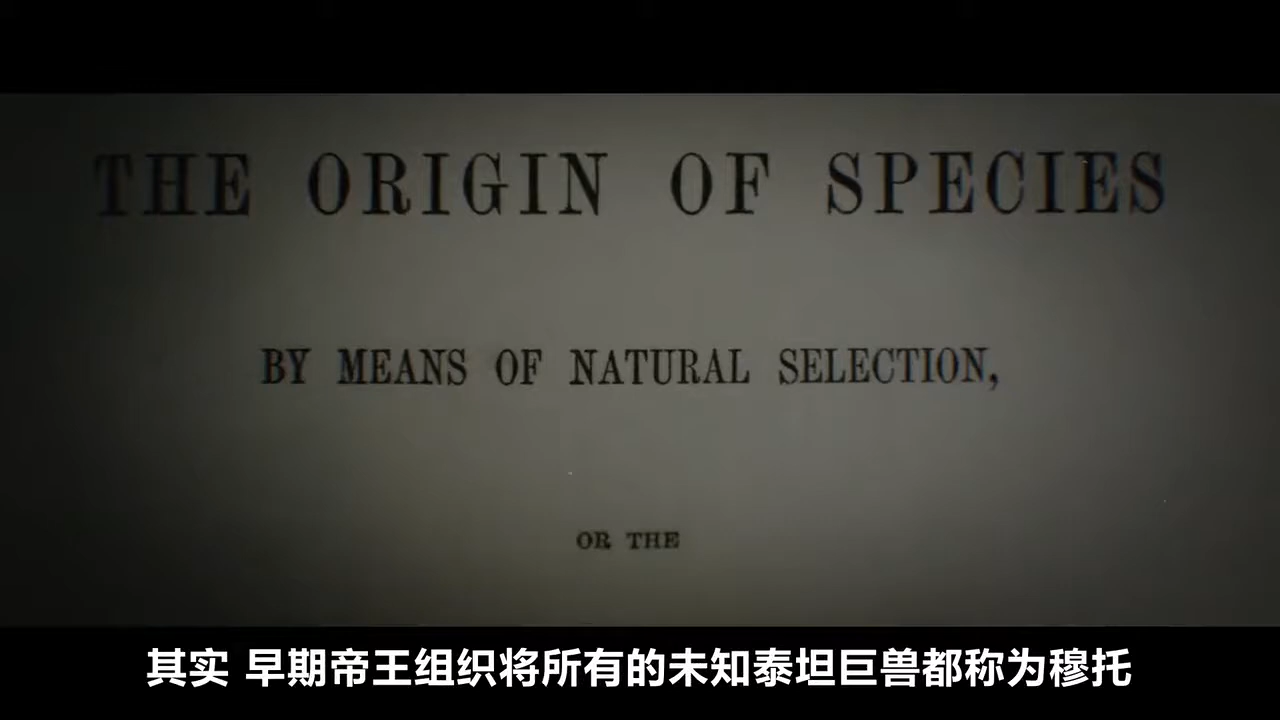 THE ORIGIN OF SPECIES
BY MEANS OF NATURAL SELECTION,
OR THE
其实 早期帝王组织将所有的未知泰坦巨兽都称为穆托